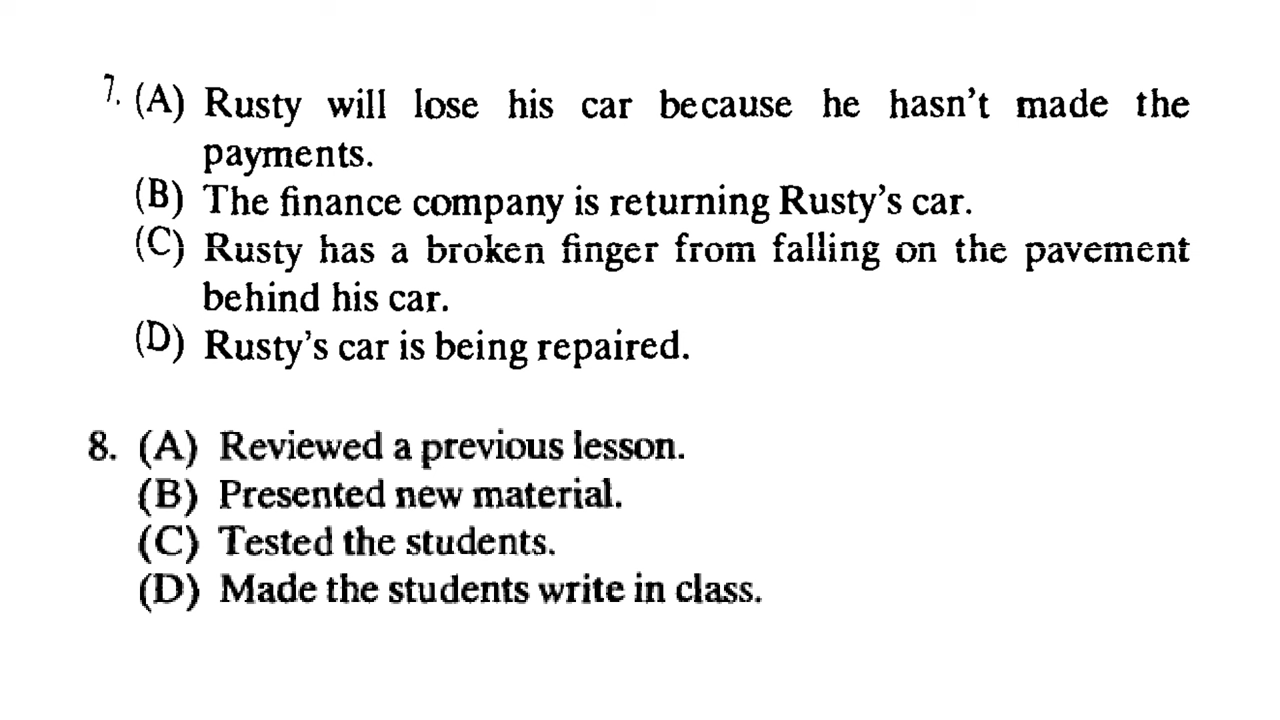 7. (A) Rusty will lose his car because he hasn't made the
payments.
(B) The finance company is returning Rusty's car.
(C) Rusty has a broken finger from falling on the pavement
behind his car.
(D) Rusty's car is being repaired.
8. (A) Reviewed a previous lesson.
(B) Presented new material.
(C) Tested the students.
(D) Made the students write in class.